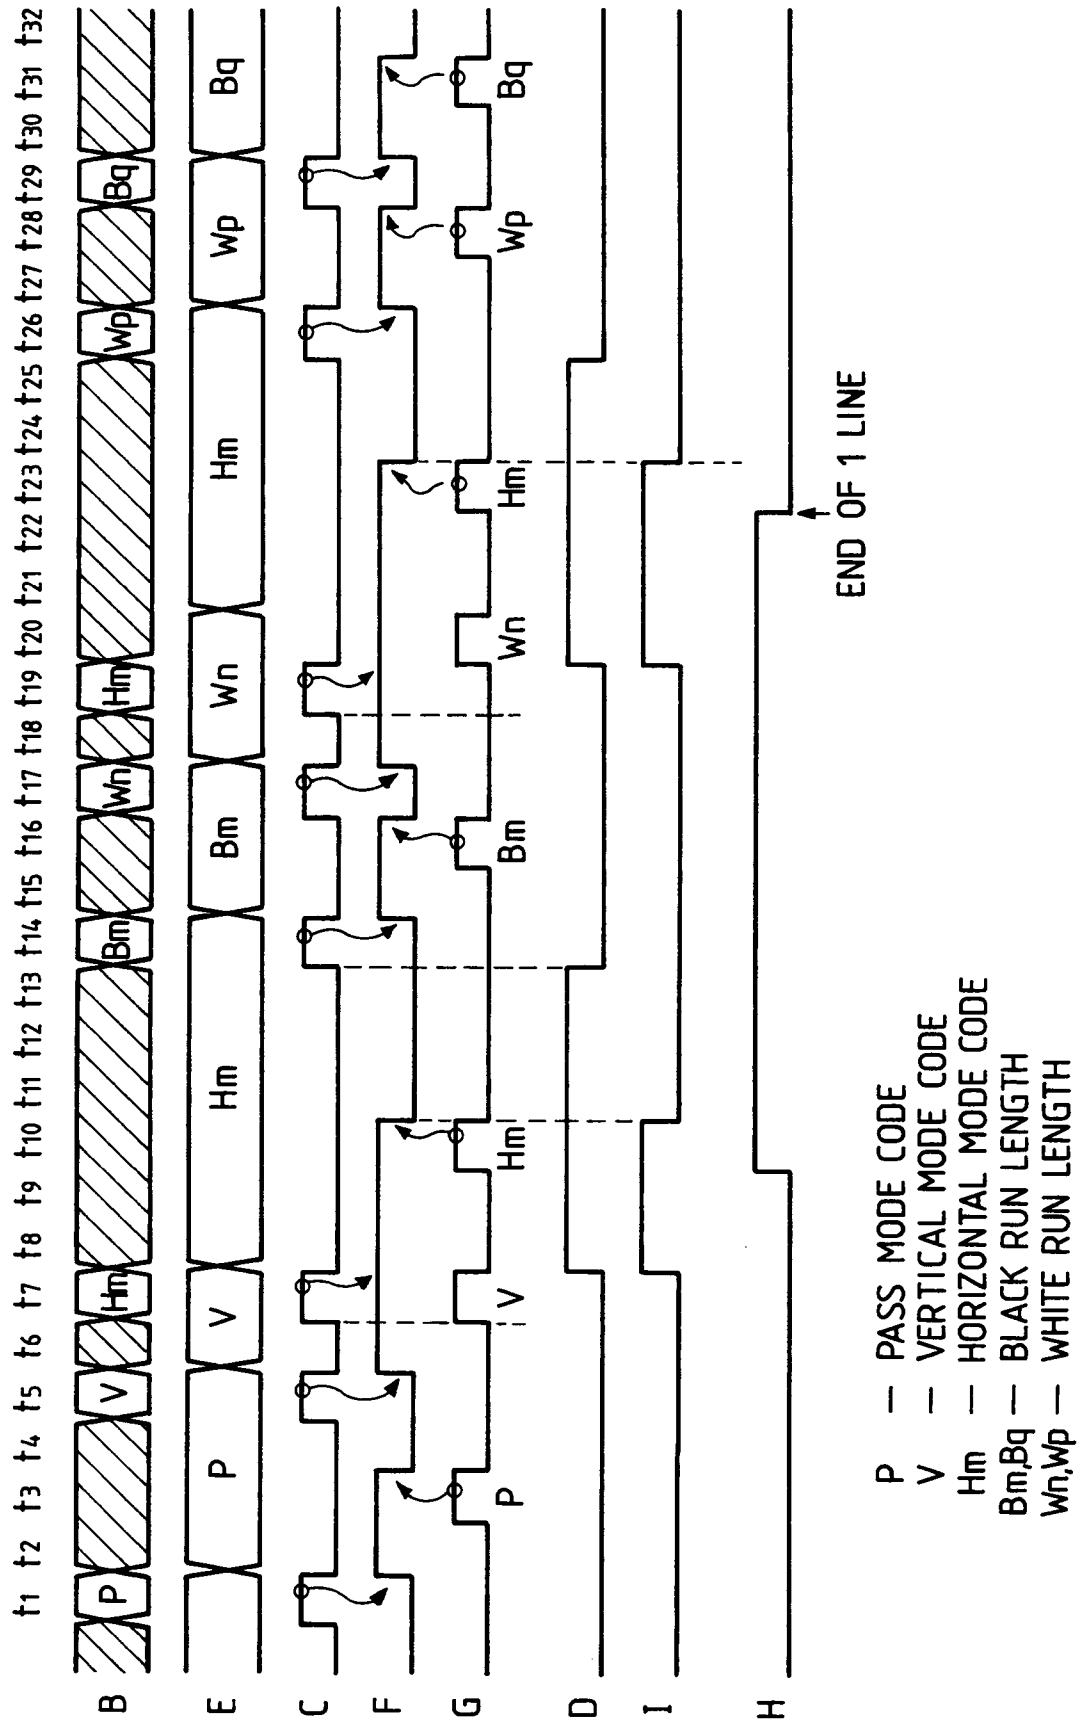 t1 t2 t3 t4 t5 t6 t7 t8 t9 t10 t11 t12 t13 t14 t15 t16 t17 t18 t19 t20 t21 t22 t23 t24 t25 t26 t27 t28 t29 t30 t31 t32
B P V Hm Bm Wn Hm Wp Bq
E P V Hm Bm Wn Hm Wp Bq
C
F
G
P V Hm Bm Wn Hm Wp Bq
D
I
H
END OF 1 LINE
P — PASS MODE CODE
V — VERTICAL MODE CODE
Hm — HORIZONTAL MODE CODE
Bm,Bq — BLACK RUN LENGTH
Wn,Wp — WHITE RUN LENGTH